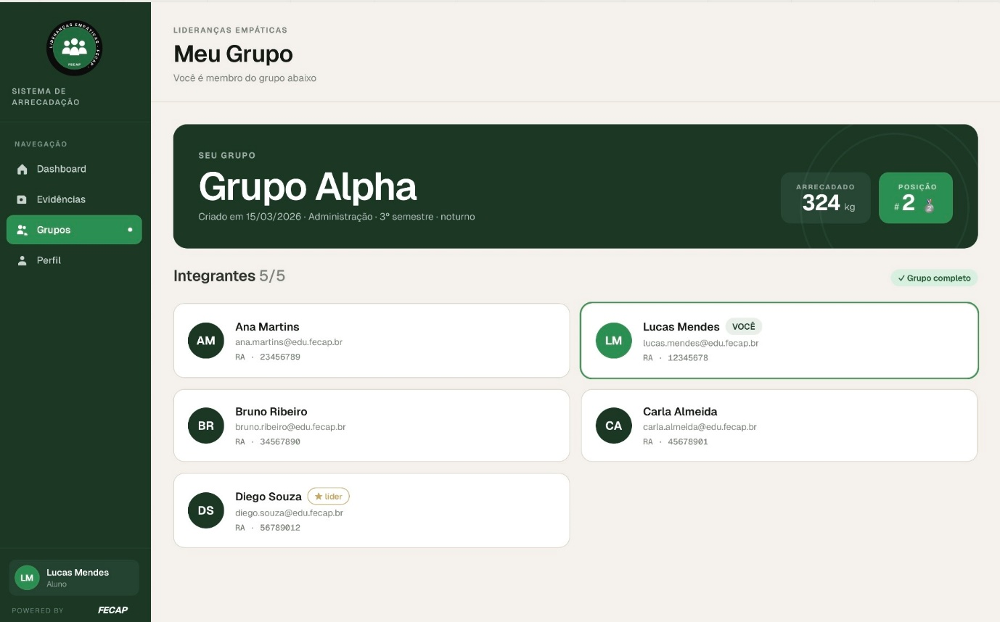 LIDERANÇAS EMPÁTICAS · FECAP ·
FECAP
SISTEMA DE
ARRECADAÇÃO
NAVEGAÇÃO
Dashboard
Evidências
Grupos
Perfil
LM
Lucas Mendes
Aluno
POWERED BY FECAP
LIDERANÇAS EMPÁTICAS
Meu Grupo
Você é membro do grupo abaixo
SEU GRUPO
Grupo Alpha
Criado em 15/03/2026 · Administração · 3º semestre · noturno
ARRECADADO
324 kg
POSIÇÃO
# 2 🥈
Integrantes 5/5
✓ Grupo completo
AM
Ana Martins
ana.martins@edu.fecap.br
RA · 23456789
LM
Lucas Mendes VOCÊ
lucas.mendes@edu.fecap.br
RA · 12345678
BR
Bruno Ribeiro
bruno.ribeiro@edu.fecap.br
RA · 34567890
CA
Carla Almeida
carla.almeida@edu.fecap.br
RA · 45678901
DS
Diego Souza ★ líder
diego.souza@edu.fecap.br
RA · 56789012